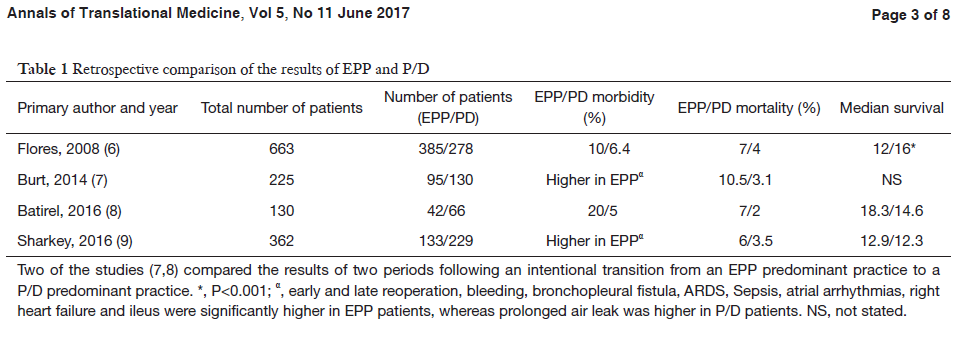 Annals of Translational Medicine, Vol 5, No 11 June 2017 Page 3 of 8
Table 1 Retrospective comparison of the results of EPP and P/D
Primary author and year Total number of patients Number of patients (EPP/PD) EPP/PD morbidity (%) EPP/PD mortality (%) Median survival
Flores, 2008 (6) 663 385/278 10/6.4 7/4 12/16*
Burt, 2014 (7) 225 95/130 Higher in EPPα 10.5/3.1 NS
Batirel, 2016 (8) 130 42/66 20/5 7/2 18.3/14.6
Sharkey, 2016 (9) 362 133/229 Higher in EPPα 6/3.5 12.9/12.3
Two of the studies (7,8) compared the results of two periods following an intentional transition from an EPP predominant practice to a
P/D predominant practice. *, P<0.001; α, early and late reoperation, bleeding, bronchopleural fistula, ARDS, Sepsis, atrial arrhythmias, right
heart failure and ileus were significantly higher in EPP patients, whereas prolonged air leak was higher in P/D patients. NS, not stated.